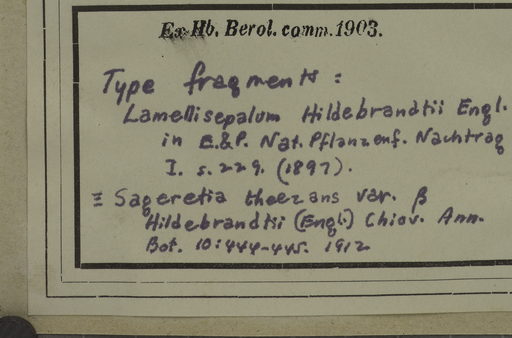 Ex Hb. Berol. comm. 1903.
Type fragments:
Lamellisepalum Hildebrandtii Engl.
in E.&P. Nat. Pflanzenf. Nachtrag
I. s. 229. (1897).
≡ Sageretia theezans var. β
Hildebrandtii (Engl.) Chiov. Ann.
Bot. 10:444-445. 1912